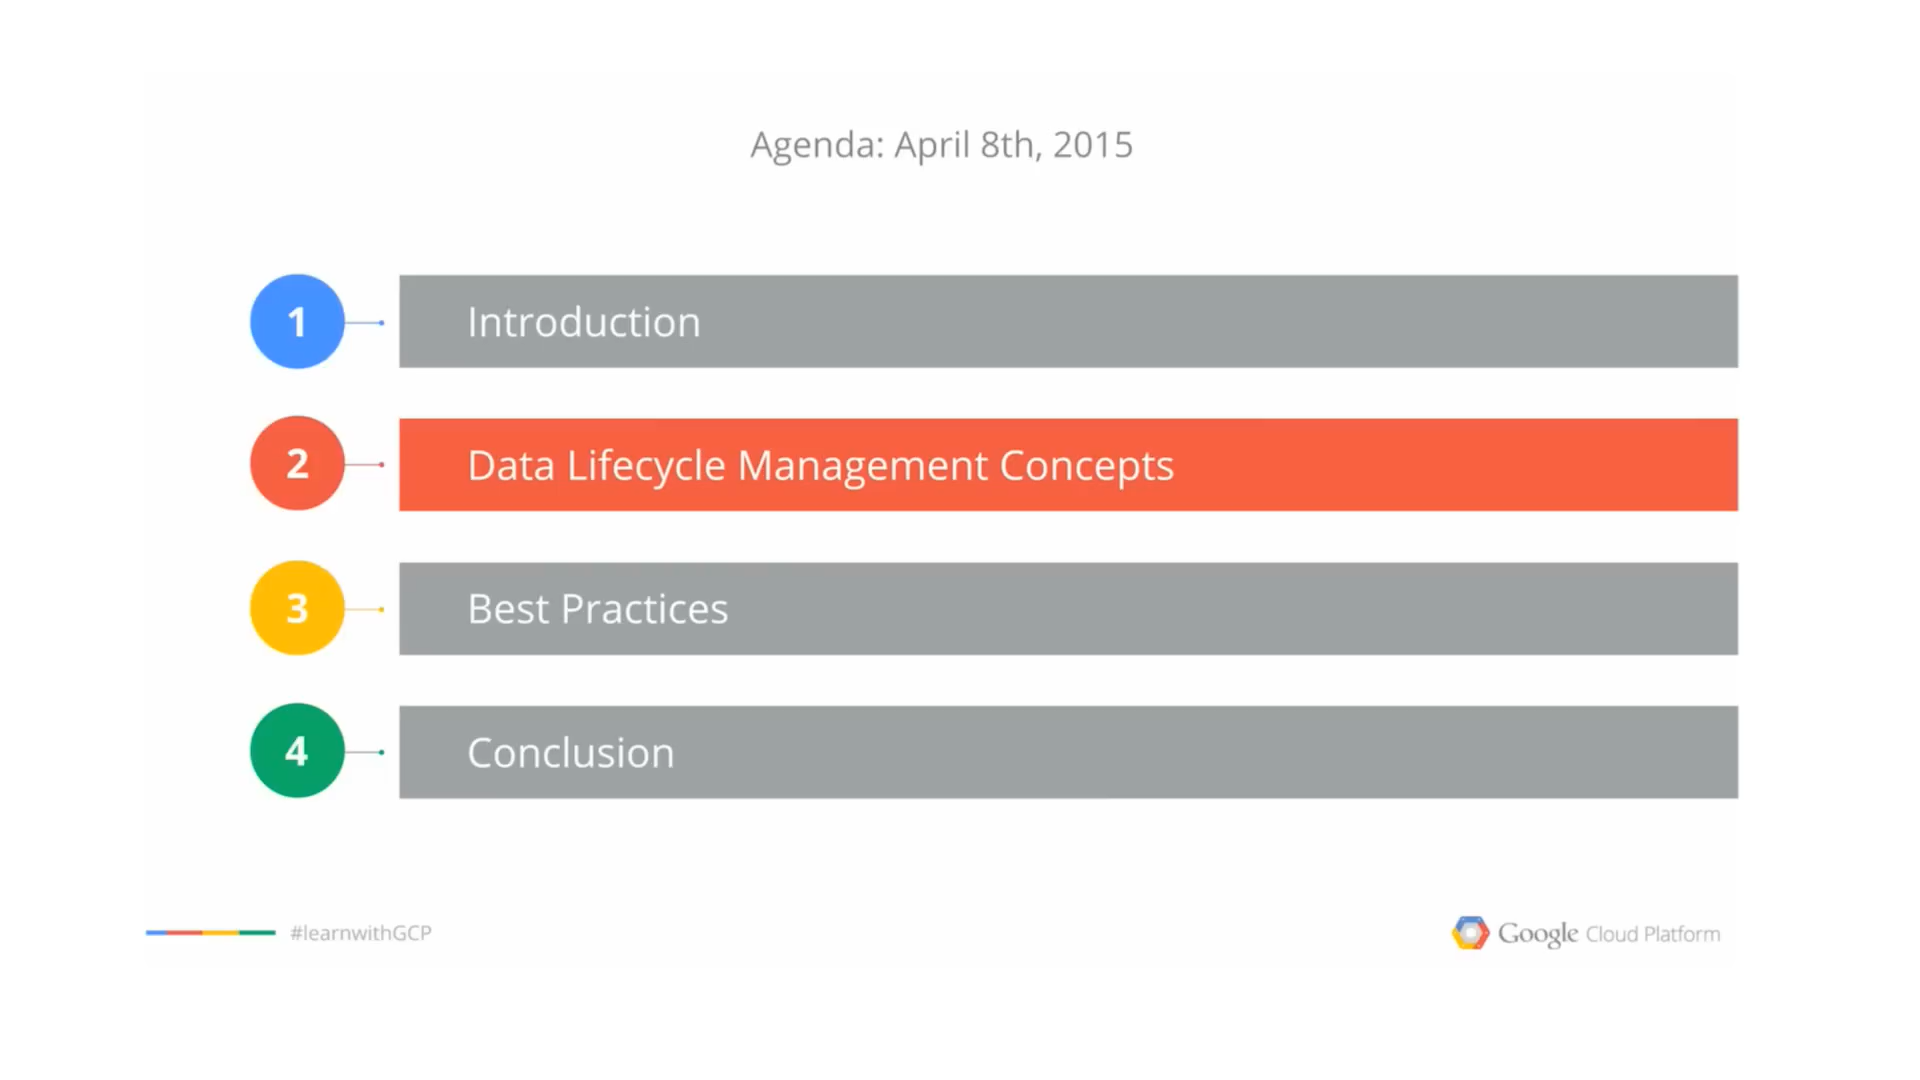 Agenda: April 8th, 2015
1 Introduction
2 Data Lifecycle Management Concepts
3 Best Practices
4 Conclusion
#learnwithGCP
Google Cloud Platform